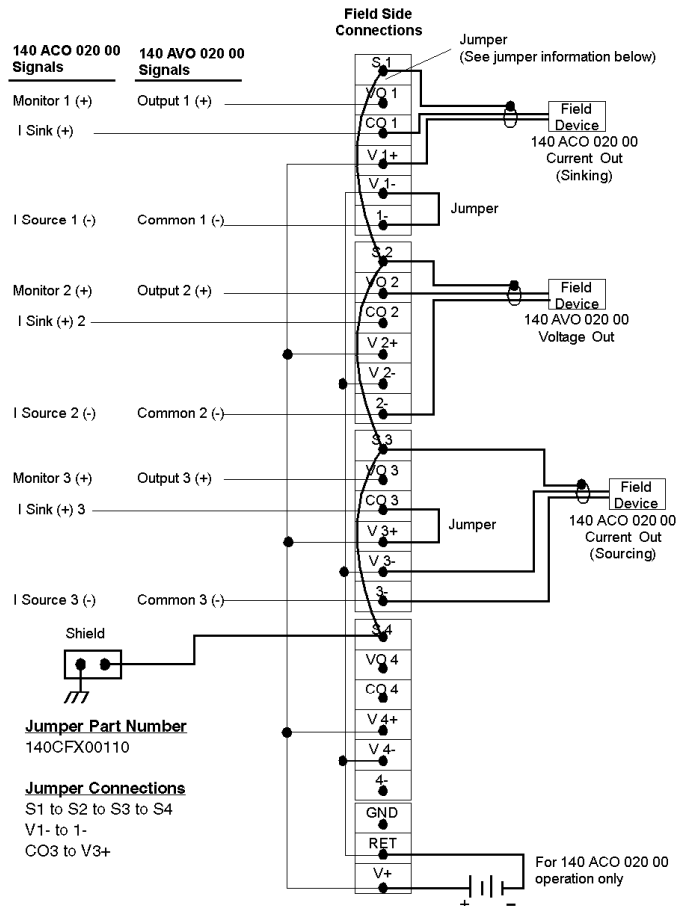 Field Side
Connections
140 ACO 020 00
Signals
140 AVO 020 00
Signals
Jumper
(See jumper information below)
S 1
Monitor 1 (+)
Output 1 (+)
VO 1
I Sink (+)
CO 1
V 1+
V 1-
I Source 1 (-)
Common 1 (-)
1-
Field
Device
140 ACO 020 00
Current Out
(Sinking)
Jumper
S 2
Monitor 2 (+)
Output 2 (+)
VO 2
I Sink (+) 2
CO 2
V 2+
V 2-
I Source 2 (-)
Common 2 (-)
2-
Field
Device
140 AVO 020 00
Voltage Out
S 3
Monitor 3 (+)
Output 3 (+)
VO 3
I Sink (+) 3
CO 3
V 3+
V 3-
I Source 3 (-)
Common 3 (-)
3-
Jumper
Field
Device
140 ACO 020 00
Current Out
(Sourcing)
Shield
S 4
VO 4
CO 4
V 4+
V 4-
4-
GND
RET
V+
Jumper Part Number
140CFX00110
Jumper Connections
S1 to S2 to S3 to S4
V1- to 1-
CO3 to V3+
For 140 ACO 020 00
operation only
+ -